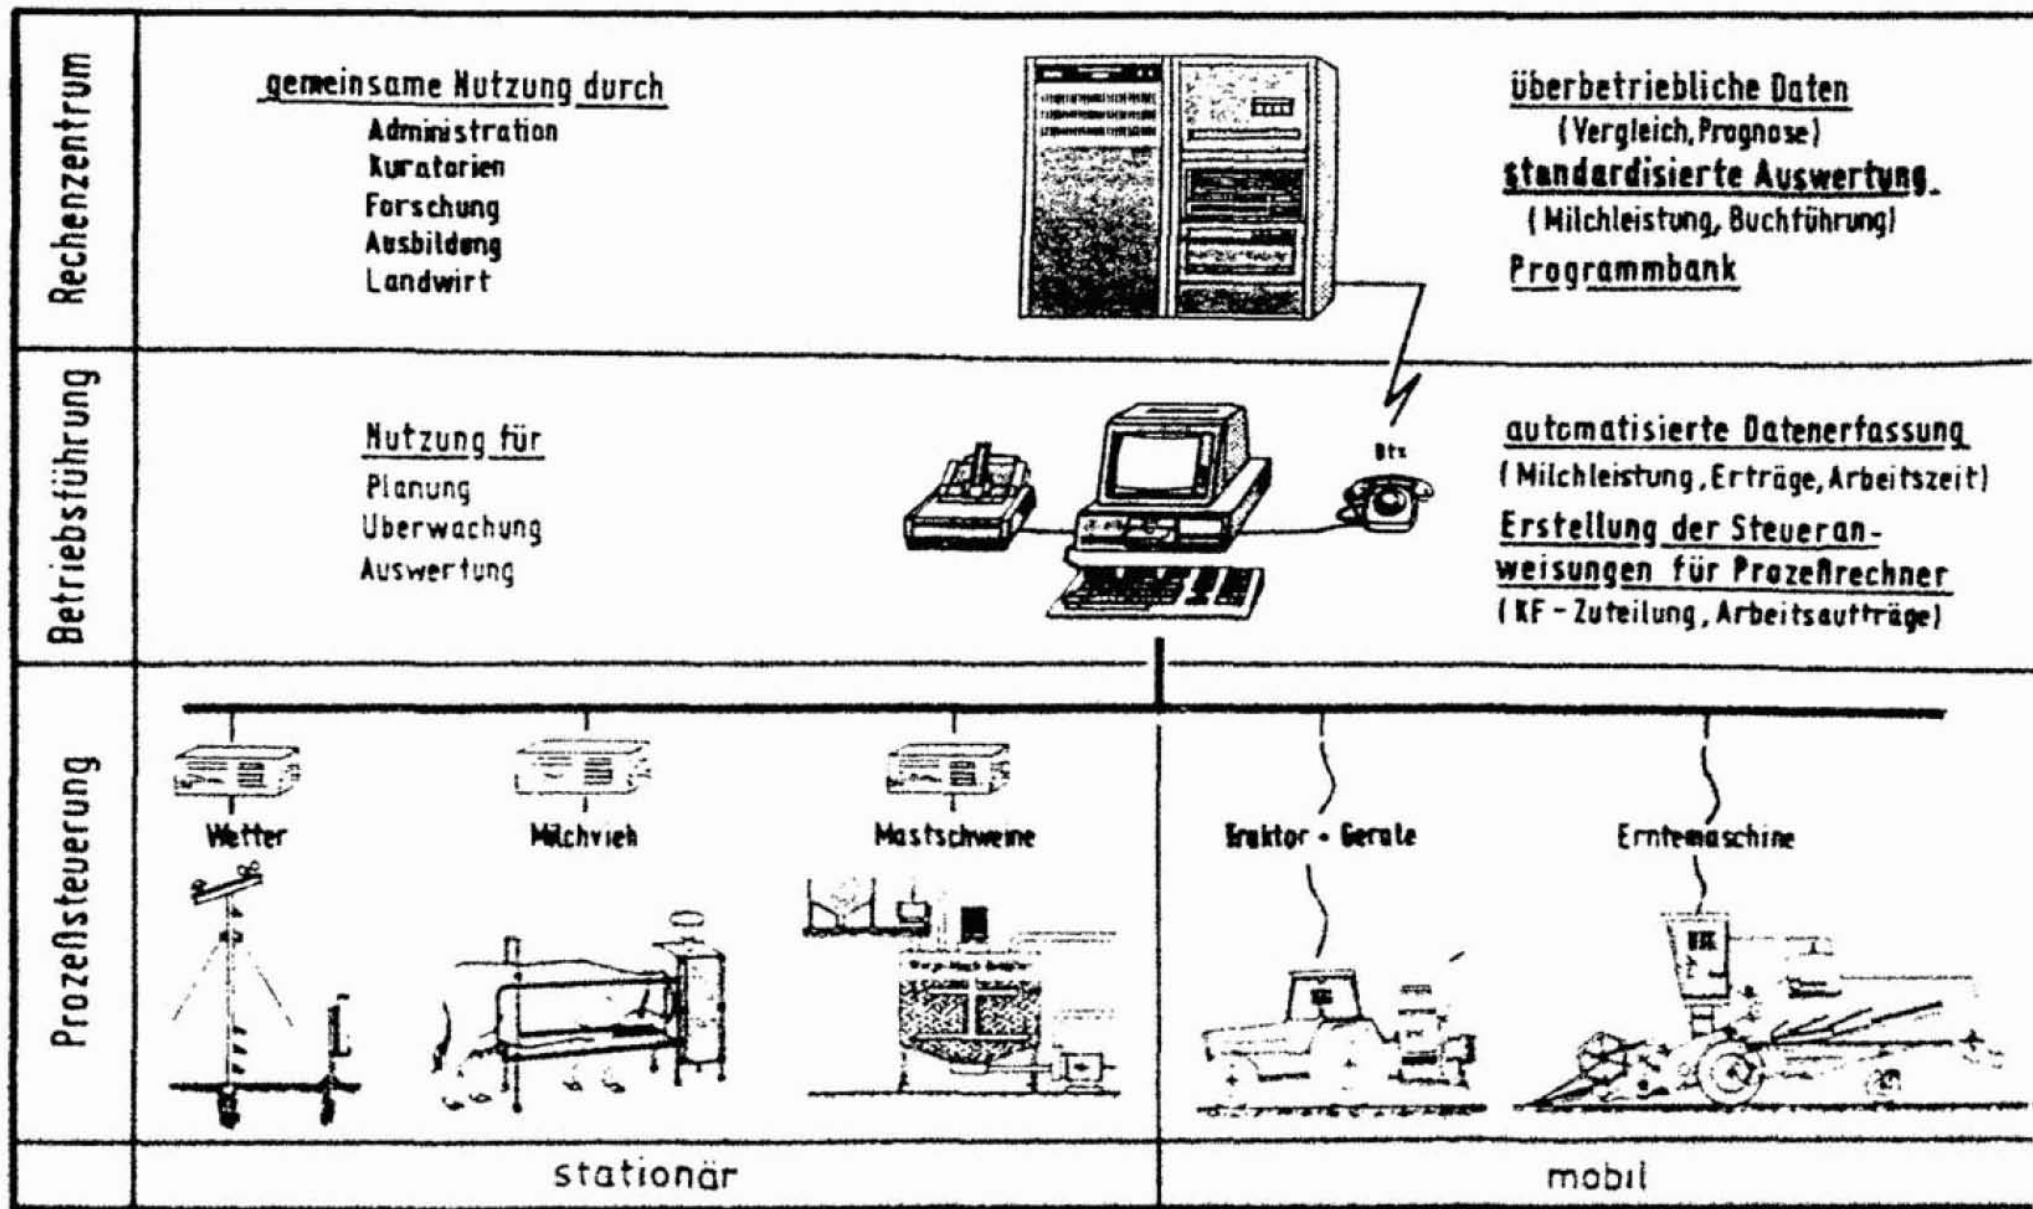 Rechenzentrum
gemeinsame Nutzung durch
Administration
Kuratorien
Forschung
Ausbildung
Landwirt
überbetriebliche Daten
(Vergleich, Prognose)
standardisierte Auswertung
(Milchleistung, Buchführung)
Programmbank
Betriebsführung
Nutzung für
Planung
Überwachung
Auswertung
Btx
automatisierte Datenerfassung
(Milchleistung, Erträge, Arbeitszeit)
Erstellung der Steueran-
weisungen für Prozeßrechner
(KF - Zuteilung, Arbeitsaufträge)
Prozeßsteuerung
Wetter
Milchvieh
Mastschweine
Traktor - Geräte
Erntemaschine
stationär
mobil